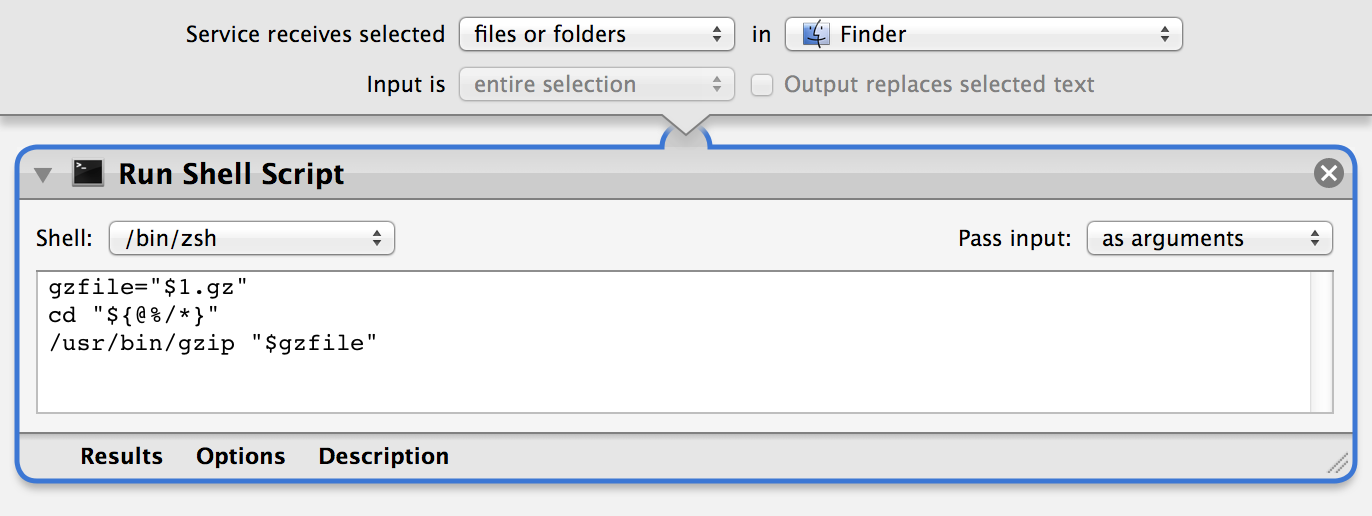 Service receives selected files or folders in Finder
Input is entire selection Output replaces selected text
Run Shell Script
Shell: /bin/zsh Pass input: as arguments
gzfile="$1.gz"
cd "${@%/*}"
/usr/bin/gzip "$gzfile"
Results Options Description